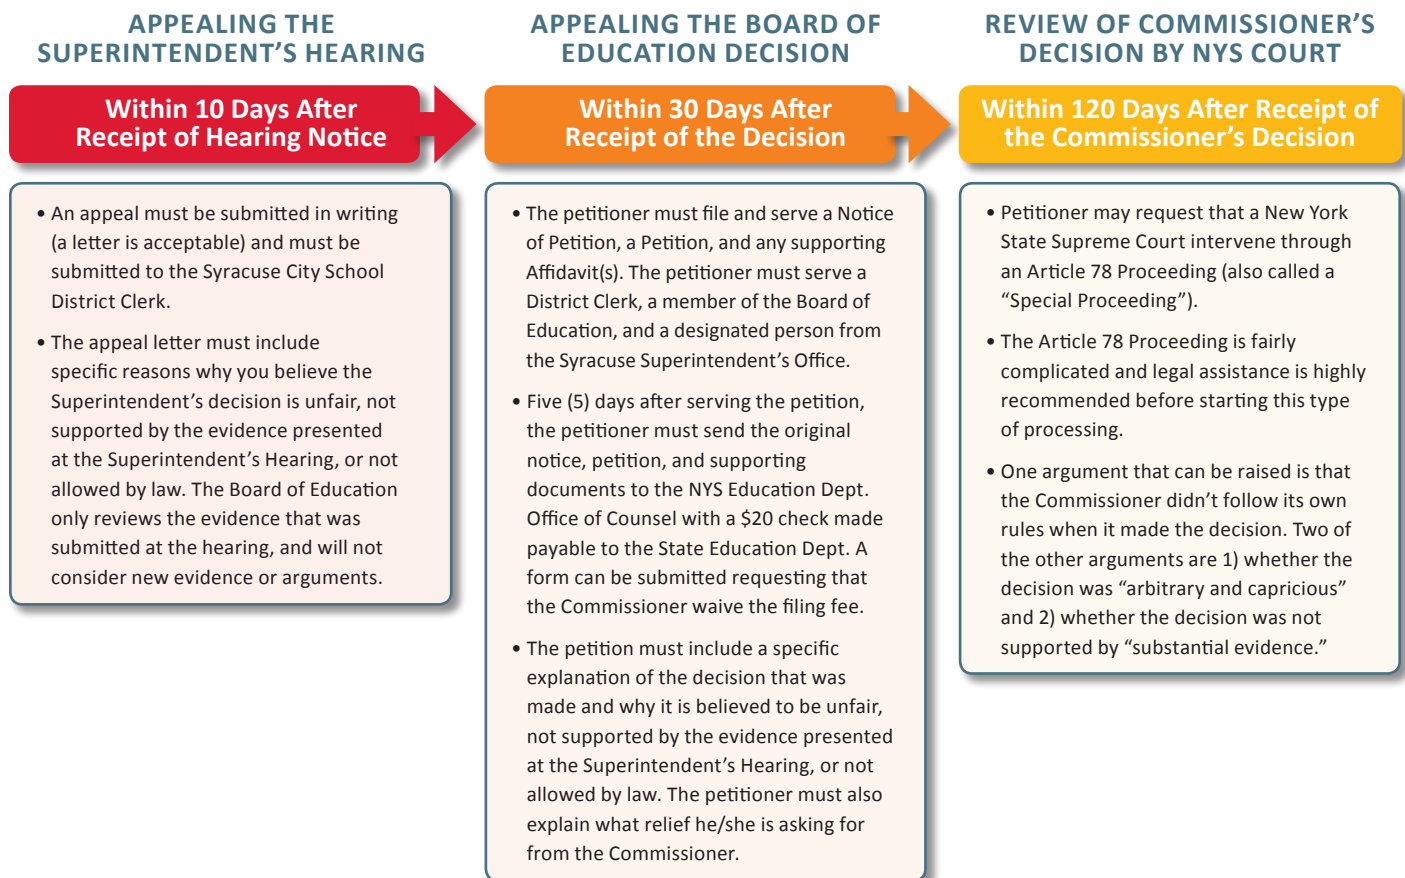 APPEALING THE
SUPERINTENDENT’S HEARING
Within 10 Days After
Receipt of Hearing Notice
• An appeal must be submitted in writing
(a letter is acceptable) and must be
submitted to the Syracuse City School
District Clerk.
• The appeal letter must include
specific reasons why you believe the
Superintendent’s decision is unfair, not
supported by the evidence presented
at the Superintendent’s Hearing, or not
allowed by law. The Board of Education
only reviews the evidence that was
submitted at the hearing, and will not
consider new evidence or arguments.
APPEALING THE BOARD OF
EDUCATION DECISION
Within 30 Days After
Receipt of the Decision
• The petitioner must file and serve a Notice
of Petition, a Petition, and any supporting
Affidavit(s). The petitioner must serve a
District Clerk, a member of the Board of
Education, and a designated person from
the Syracuse Superintendent’s Office.
• Five (5) days after serving the petition,
the petitioner must send the original
notice, petition, and supporting
documents to the NYS Education Dept.
Office of Counsel with a $20 check made
payable to the State Education Dept. A
form can be submitted requesting that
the Commissioner waive the filing fee.
• The petition must include a specific
explanation of the decision that was
made and why it is believed to be unfair,
not supported by the evidence presented
at the Superintendent’s Hearing, or not
allowed by law. The petitioner must also
explain what relief he/she is asking for
from the Commissioner.
REVIEW OF COMMISSIONER’S
DECISION BY NYS COURT
Within 120 Days After Receipt of
the Commissioner’s Decision
• Petitioner may request that a New York
State Supreme Court intervene through
an Article 78 Proceeding (also called a
“Special Proceeding”).
• The Article 78 Proceeding is fairly
complicated and legal assistance is highly
recommended before starting this type
of processing.
• One argument that can be raised is that
the Commissioner didn’t follow its own
rules when it made the decision. Two of
the other arguments are 1) whether the
decision was “arbitrary and capricious”
and 2) whether the decision was not
supported by “substantial evidence.”